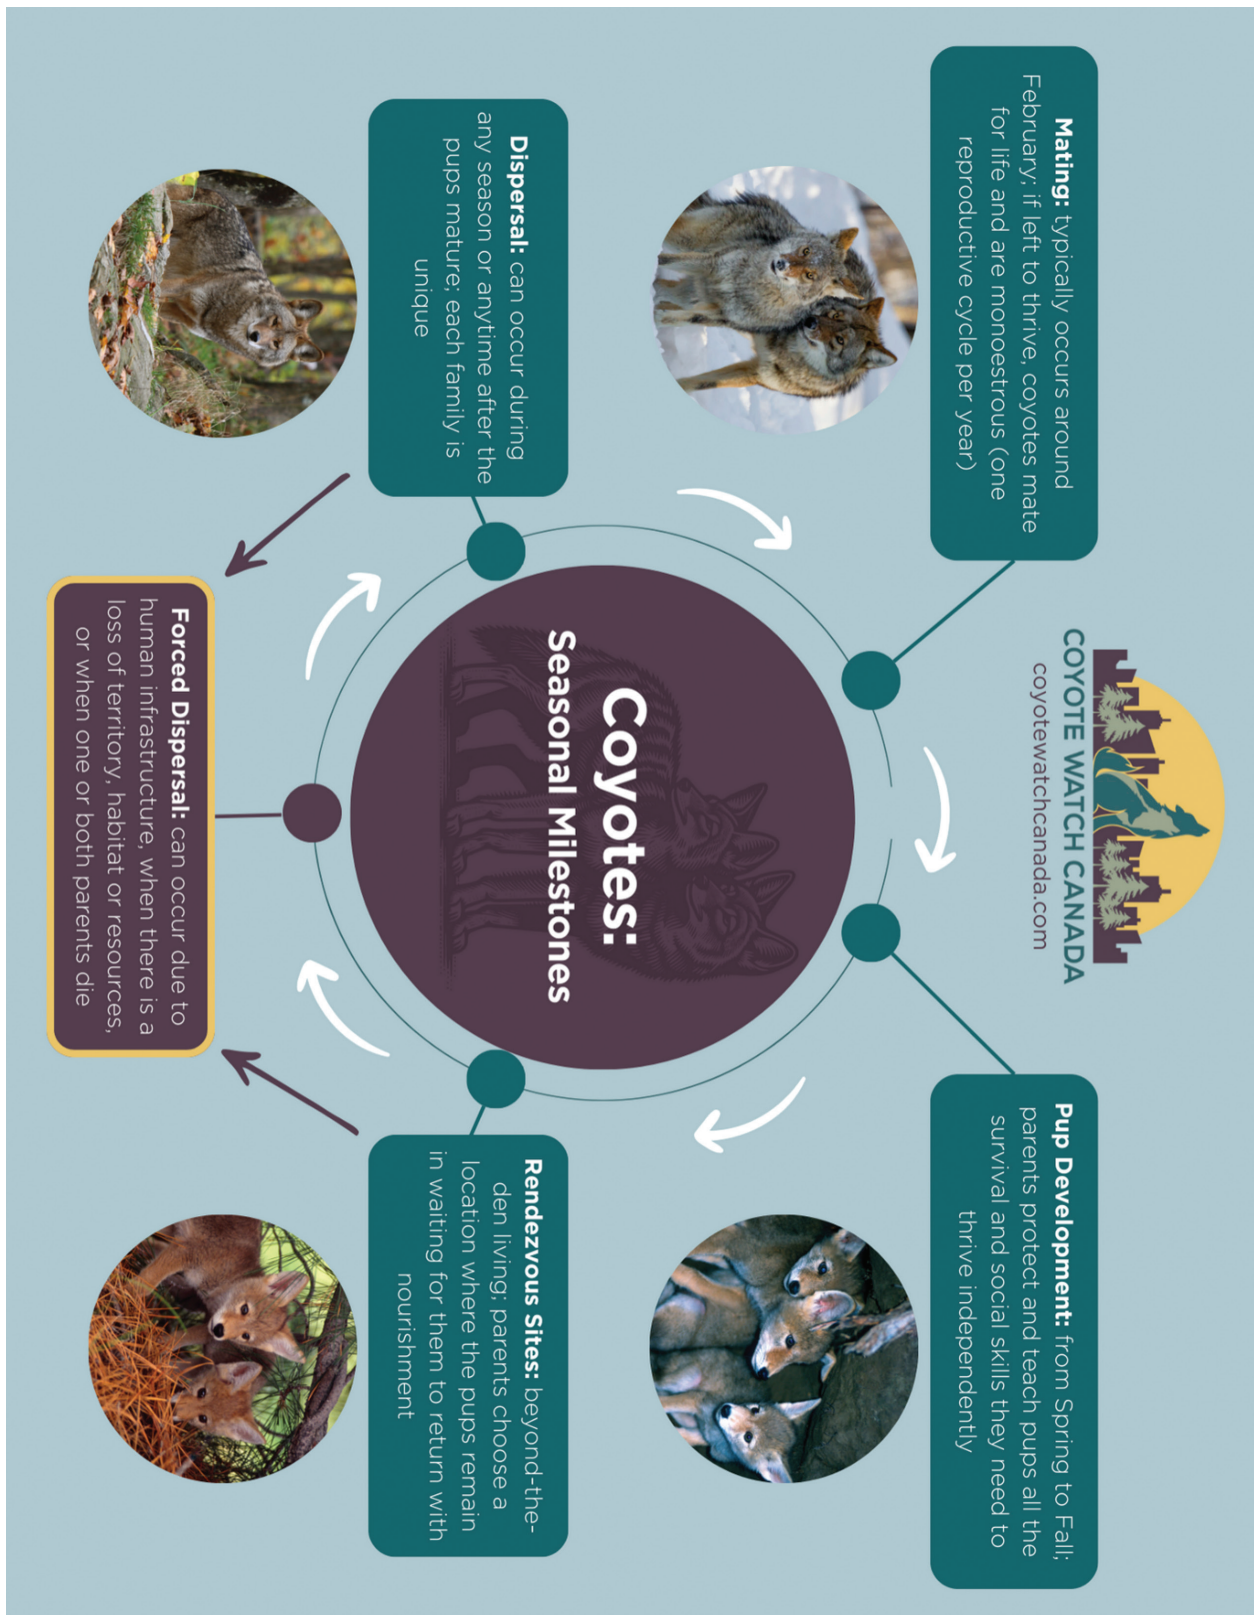 COYOTE WATCH CANADA
coyotewatchcanada.com
Mating: typically occurs around
February; if left to thrive, coyotes mate
for life and are monoestrous (one
reproductive cycle per year)
Pup Development: from Spring to Fall;
parents protect and teach pups all the
survival and social skills they need to
thrive independently
Coyotes:
Seasonal Milestones
Dispersal: can occur during
any season or anytime after the
pups mature; each family is
unique
Rendezvous Sites: beyond-the-
den living; parents choose a
location where the pups remain
in waiting for them to return with
nourishment
Forced Dispersal: can occur due to
human infrastructure, when there is a
loss of territory, habitat or resources,
or when one or both parents die